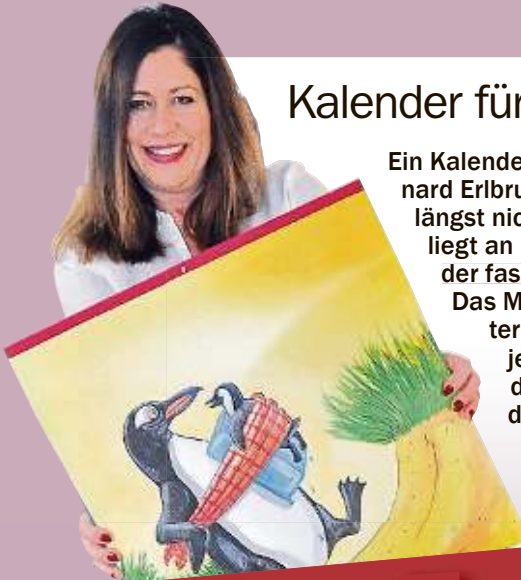 Kalender für
Ein Kalende
nard Erlbru
längst nic
liegt an
der fas
Das M
ter
je
d
d